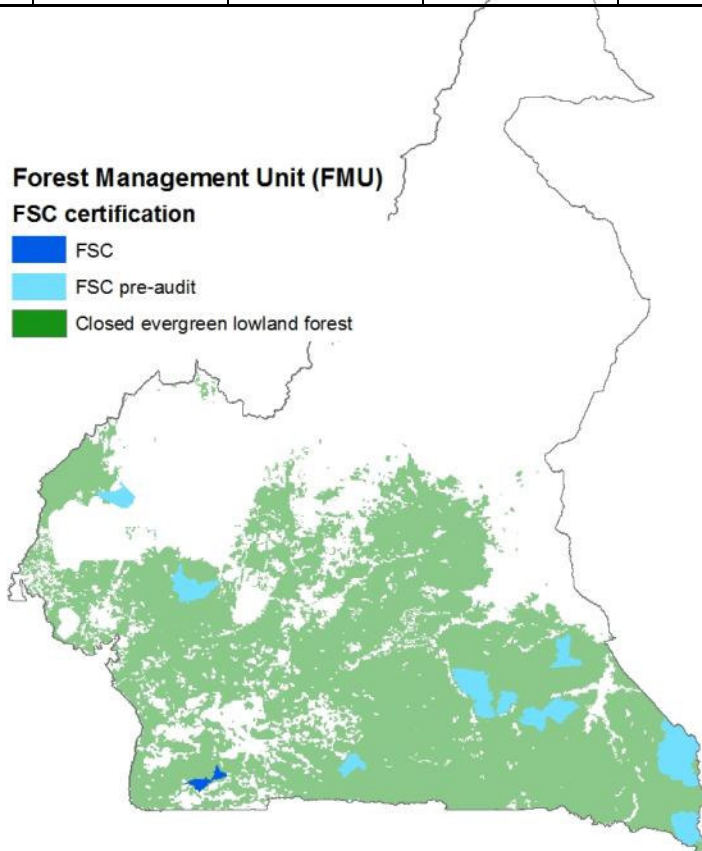 Forest Management Unit (FMU)
FSC certification
FSC
FSC pre-audit
Closed evergreen lowland forest